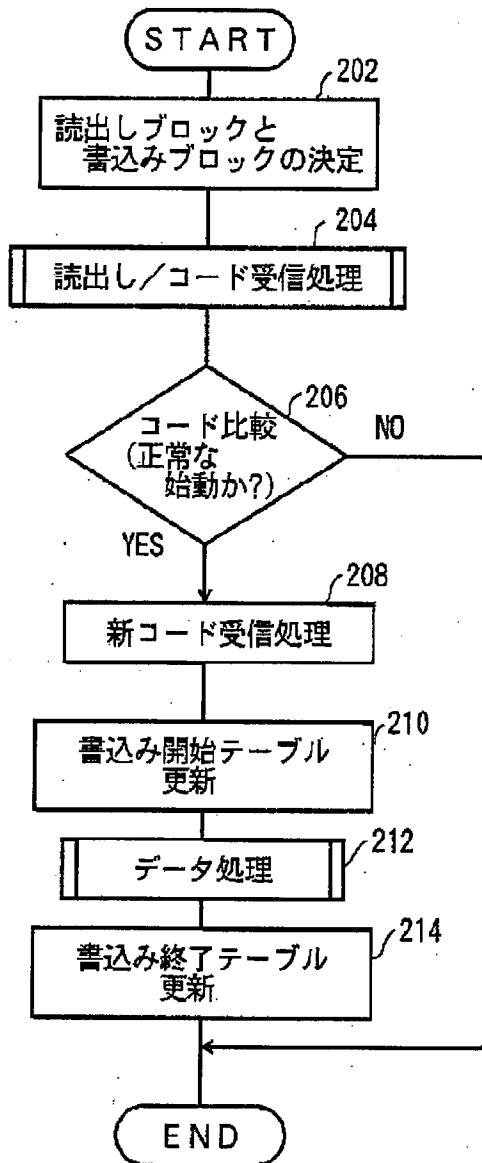 START
202
読出しブロックと
書込みブロックの決定
204
読出し／コード受信処理
206
コード比較
(正常な
始動か?)
NO
YES
208
新コード受信処理
210
書込み開始テーブル
更新
212
データ処理
214
書込み終了テーブル
更新
END